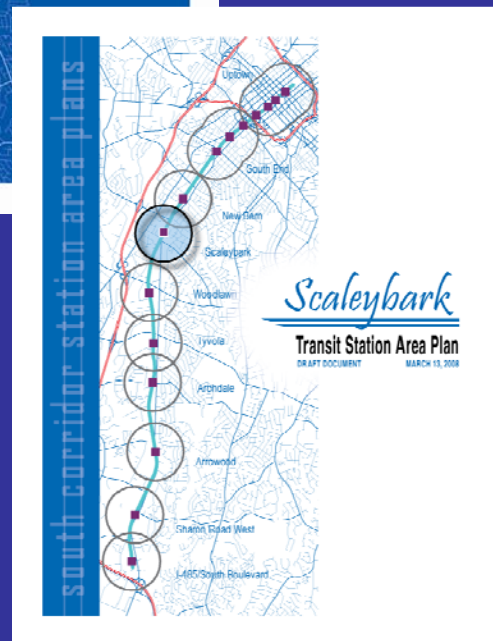 south corridor station area plans
Uptown
South End
New Bern
Scaleybark
Woodlawn
Tyvola
Archdale
Arrowood
Sharon Road West
I-485/South Boulevard
Scaleybark
Transit Station Area Plan
DRAFT DOCUMENT MARCH 13, 2008